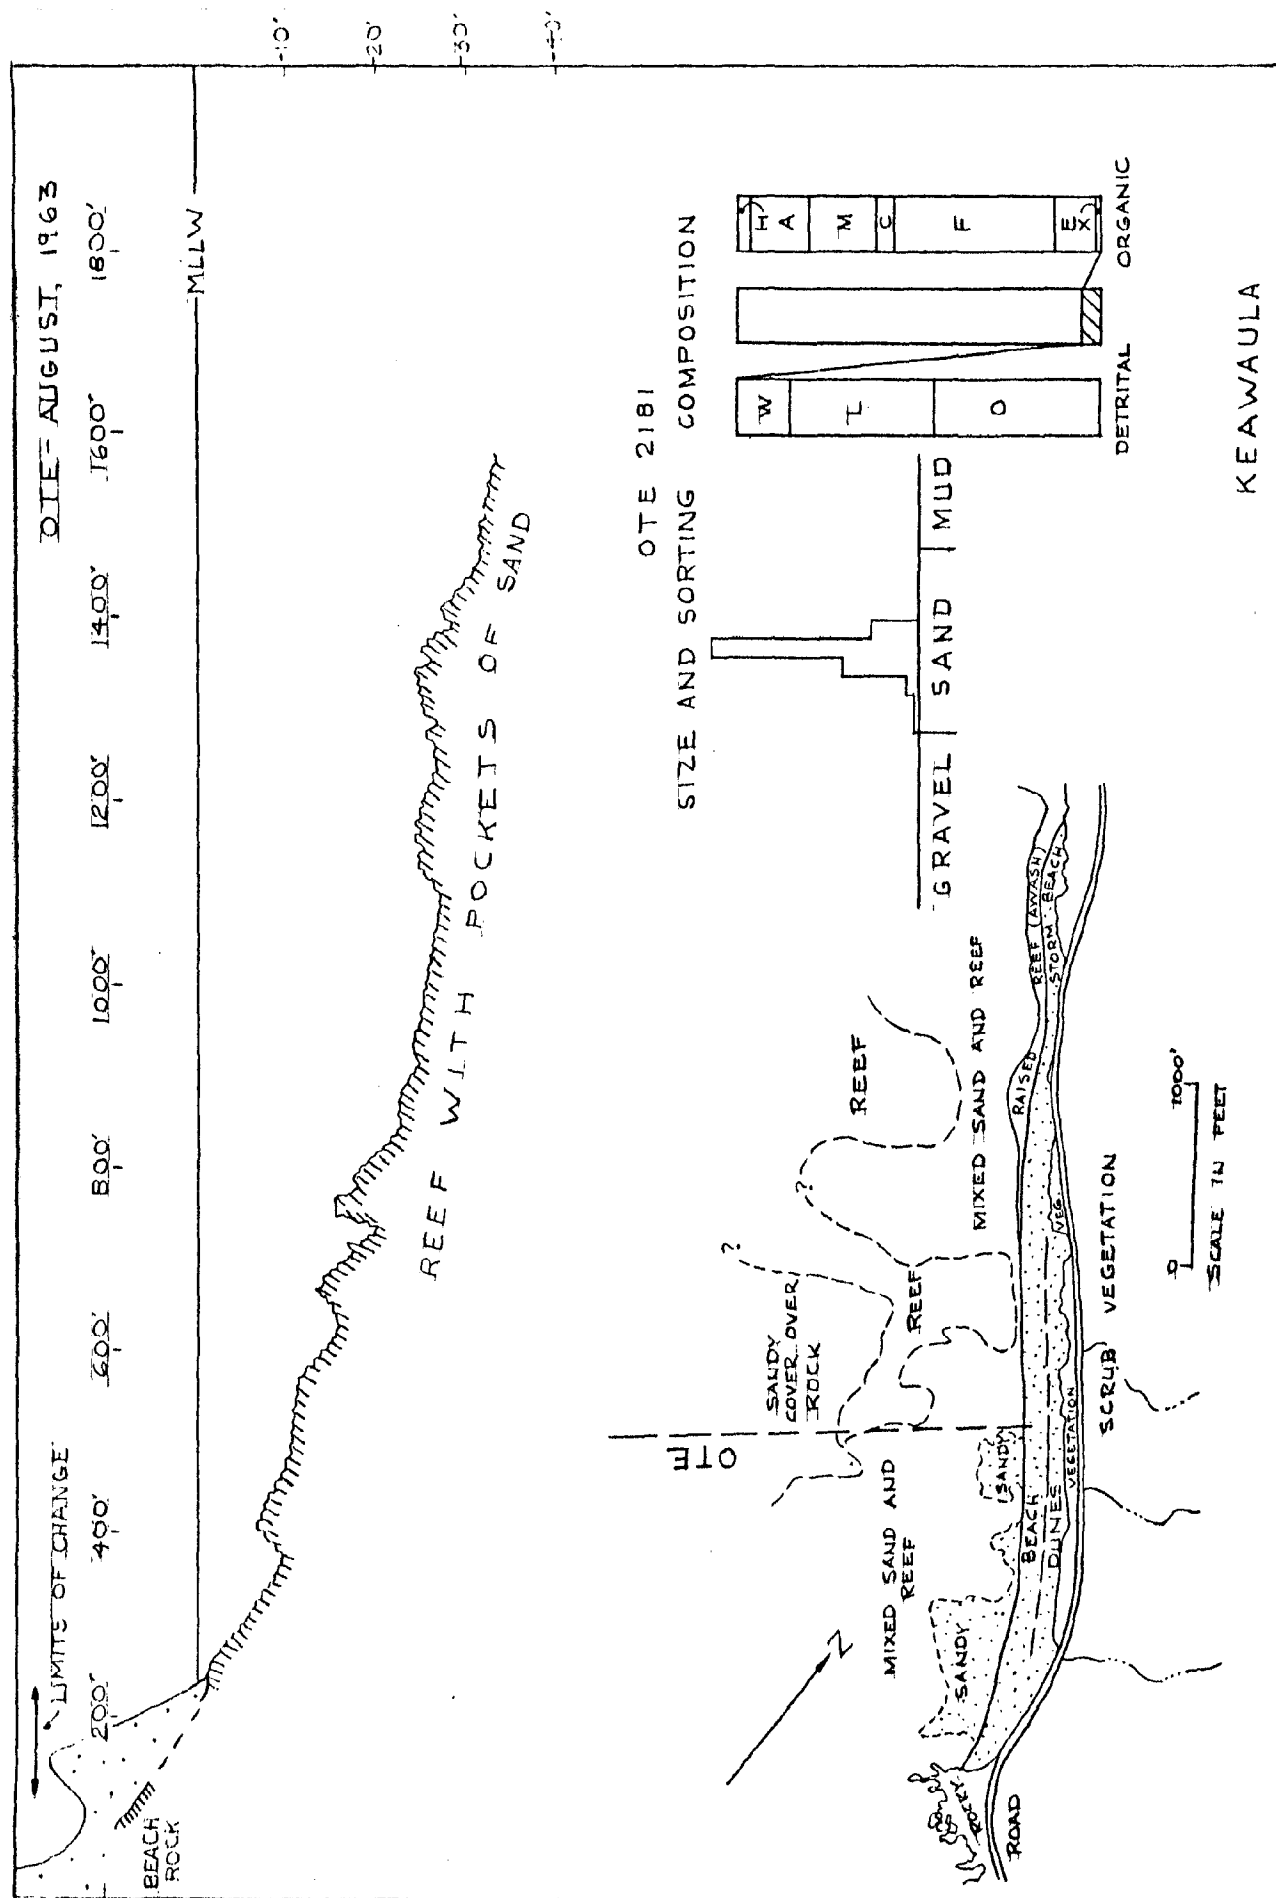 OTE - AUGUST, 1963
LIMITS OF CHANGE
200'
400'
600'
800'
1000'
1200'
1400'
1600'
1800'
-10'
-20'
-30'
-40'
MLLW
BEACH
ROCK
REEF WITH POCKETS OF SAND
OTE 2181
SIZE AND SORTING
COMPOSITION
GRAVEL
SAND
MUD
W
L
O
DETRITAL
H
A
M
C
F
E
X
ORGANIC
OTE
SANDY
COVER OVER
ROCK
?
?
REEF
REEF
MIXED SAND AND
REEF
MIXED SAND AND REEF
N
SANDY
SANDY
ROCKY
ROAD
BEACH
DUNES
VEGETATION
VEG.
RAISED
REEF (AWASH)
STORM BEACH
SCRUB VEGETATION
0
1000'
SCALE IN FEET
KEAWAULA